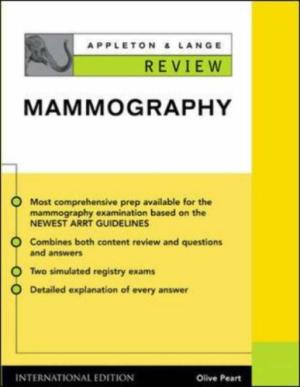 APPLETON & LANGE
REVIEW
MAMMOGRAPHY
Most comprehensive prep available for the
mammography examination based on the
NEWEST ARRT GUIDELINES
Combines both content review and questions
and answers
Two simulated registry exams
Detailed explanation of every answer
INTERNATIONAL EDITION
Olive Peart